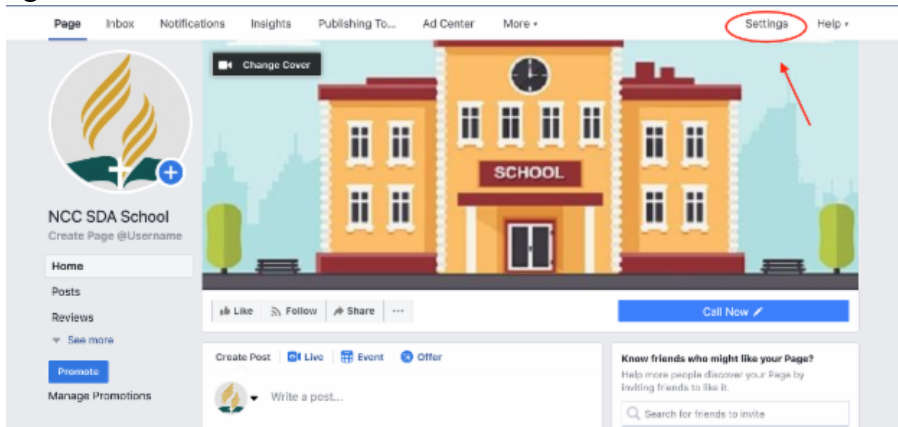 Page Inbox Notifications Insights Publishing To... Ad Center More Settings Help
Change Cover
SCHOOL
NCC SDA School
Create Page @Username
Home
Posts
Reviews
See more
Promote
Manage Promotions
Like Follow Share ...
Call Now
Create Post Live Event Offer
Write a post...
Know friends who might like your Page?
Help more people discover your Page by
inviting friends to like it.
Search for friends to invite